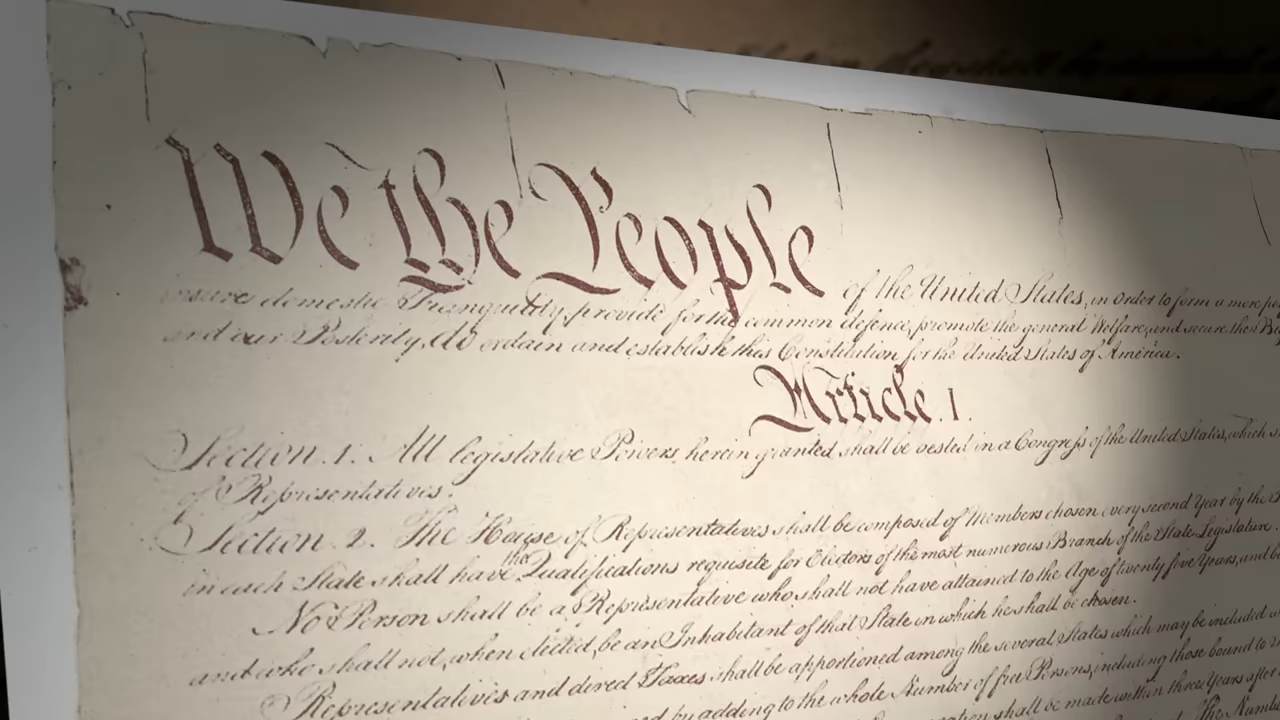 We the People of the United States, in Order to form a more
insure domestic Tranquility, provide for the common defence, promote the general Welfare, and secure the
and our Posterity, do ordain and establish this Constitution for the United States of America.
Article. I.
Section. 1. All legislative Powers herein granted shall be vested in a Congress of the United States, which
of Representatives.
Section. 2. The House of Representatives shall be composed of Members chosen every second Year by the
in each State shall have the Qualifications requisite for Electors of the most numerous Branch of the State Legislature.
No Person shall be a Representative who shall not have attained to the Age of twenty five Years, and
and who shall not, when elected, be an Inhabitant of that State in which he shall be chosen.
Representatives and direct Taxes shall be apportioned among the several States which may be included
by adding to the whole Number of free Persons, including those bound to
shall be made within three Years after
The